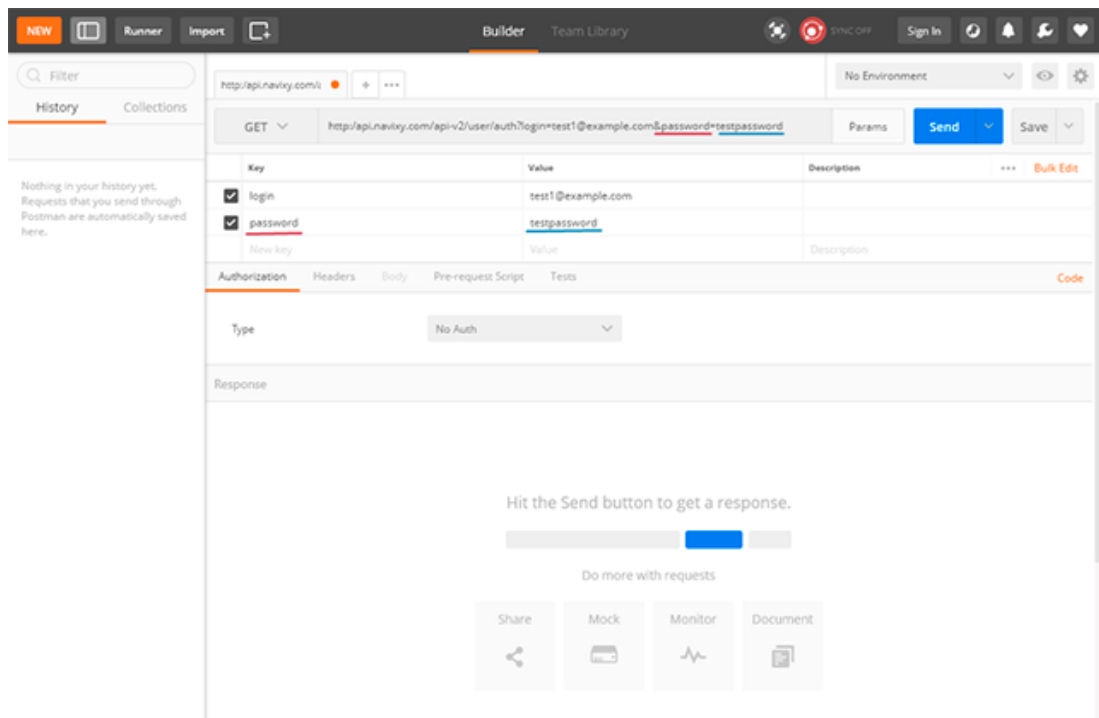 NEW Runner Import Builder Team Library SYNC OFF Sign In
Filter
History Collections
Nothing in your history yet.
Requests that you send through
Postman are automatically saved
here.
http:/api.navixy.com/a + ••• No Environment
GET http:/api.navixy.com/api-v2/user/auth?login=test1@example.com&password=testpassword Params Send Save
Key Value Description ••• Bulk Edit
login test1@example.com
password testpassword
New key Value Description
Authorization Headers Body Pre-request Script Tests Code
Type No Auth
Response
Hit the Send button to get a response.
Do more with requests
Share Mock Monitor Document